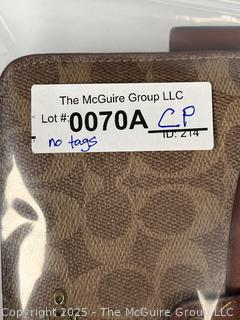 The McGuire Group LLC
Lot #: 0070A CP
no tags ID: 214
Copyright 2025 - The McGuire Group LLC